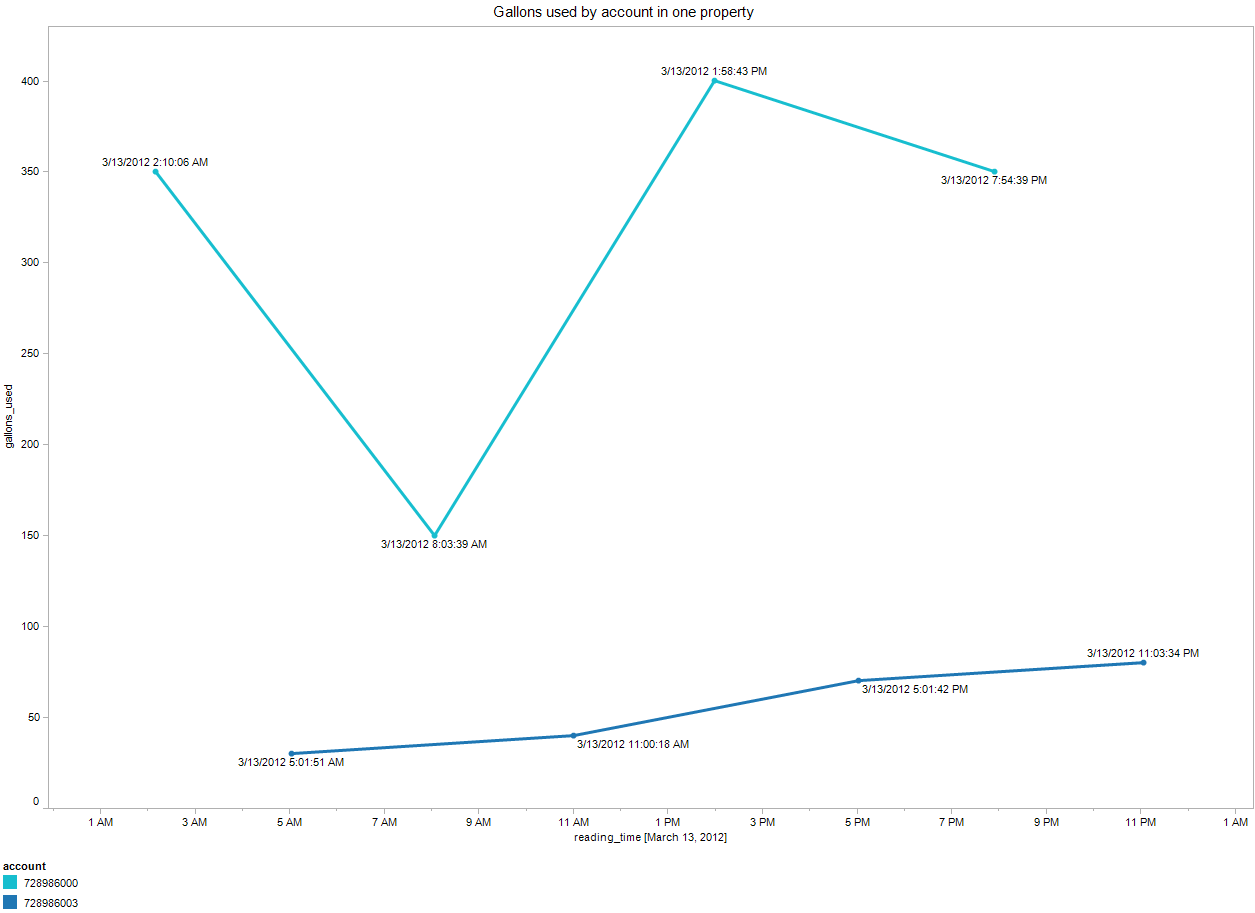 Gallons used by account in one property
400
3/13/2012 1:58:43 PM
3/13/2012 2:10:06 AM
350
3/13/2012 7:54:39 PM
300
250
gallons_used
200
150
3/13/2012 8:03:39 AM
100
3/13/2012 11:03:34 PM
3/13/2012 5:01:42 PM
50
3/13/2012 11:00:18 AM
3/13/2012 5:01:51 AM
0
1 AM 3 AM 5 AM 7 AM 9 AM 11 AM 1 PM 3 PM 5 PM 7 PM 9 PM 11 PM 1 AM
reading_time [March 13, 2012]
account
728986000
728986003